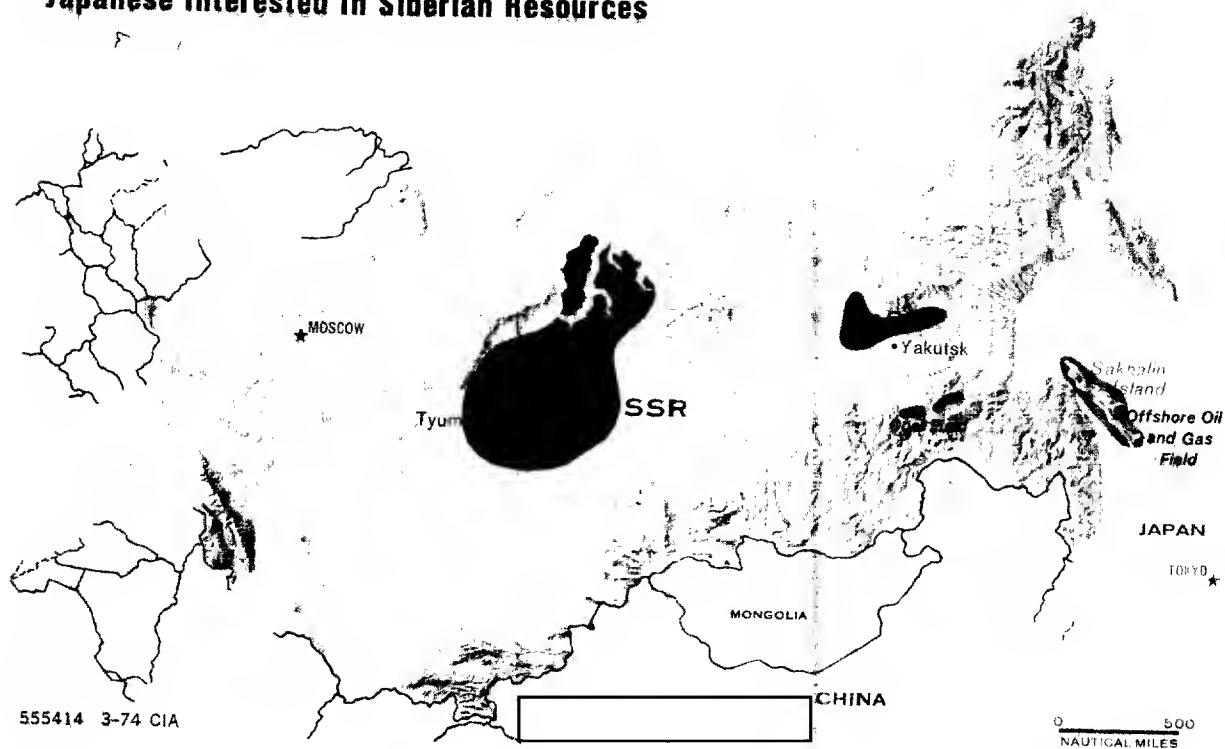 Japanese Interested in Siberian Resources
MOSCOW
Yakutsk
Sakhalin
Island
Tyum
SSR
Offshore Oil
and Gas
Field
JAPAN
TOKYO
MONGOLIA
CHINA
555414 3-74 CIA
0 500
NAUTICAL MILES